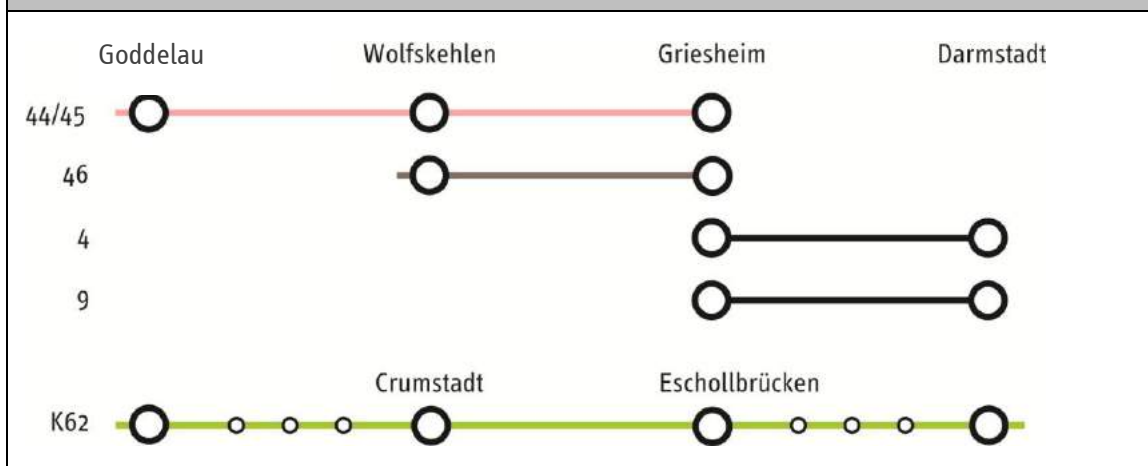 Goddelau Wolfskehlen Griesheim Darmstadt
44/45
46
4
9
Crumstadt Eschollbrücken
K62